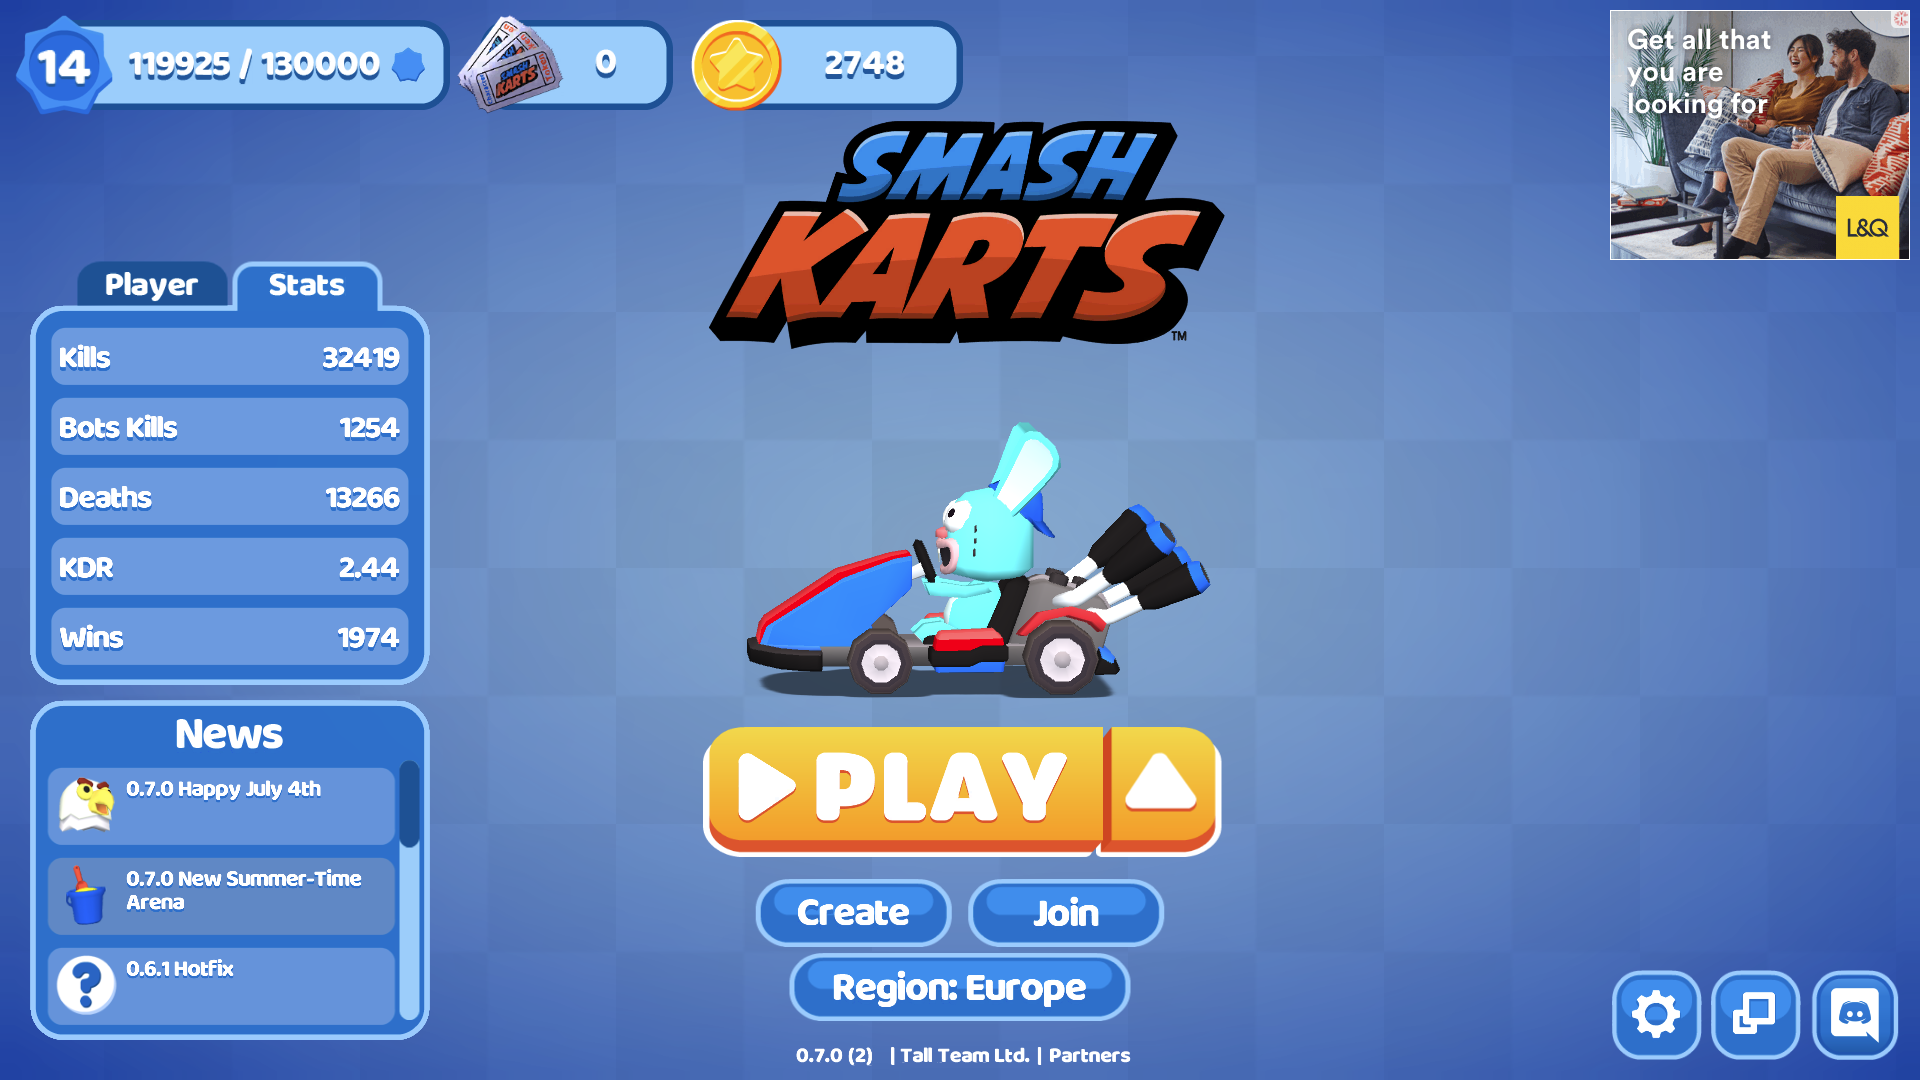 14
119925 / 130000
SMASH KARTS
0
2748
Get all that
you are
looking for
L&Q
SMASH
KARTS
TM
Player
Stats
Kills 32419
Bots Kills 1254
Deaths 13266
KDR 2.44
Wins 1974
News
0.7.0 Happy July 4th
0.7.0 New Summer-Time
Arena
?
0.6.1 Hotfix
PLAY
Create
Join
Region: Europe
0.7.0 (2) | Tall Team Ltd. | Partners